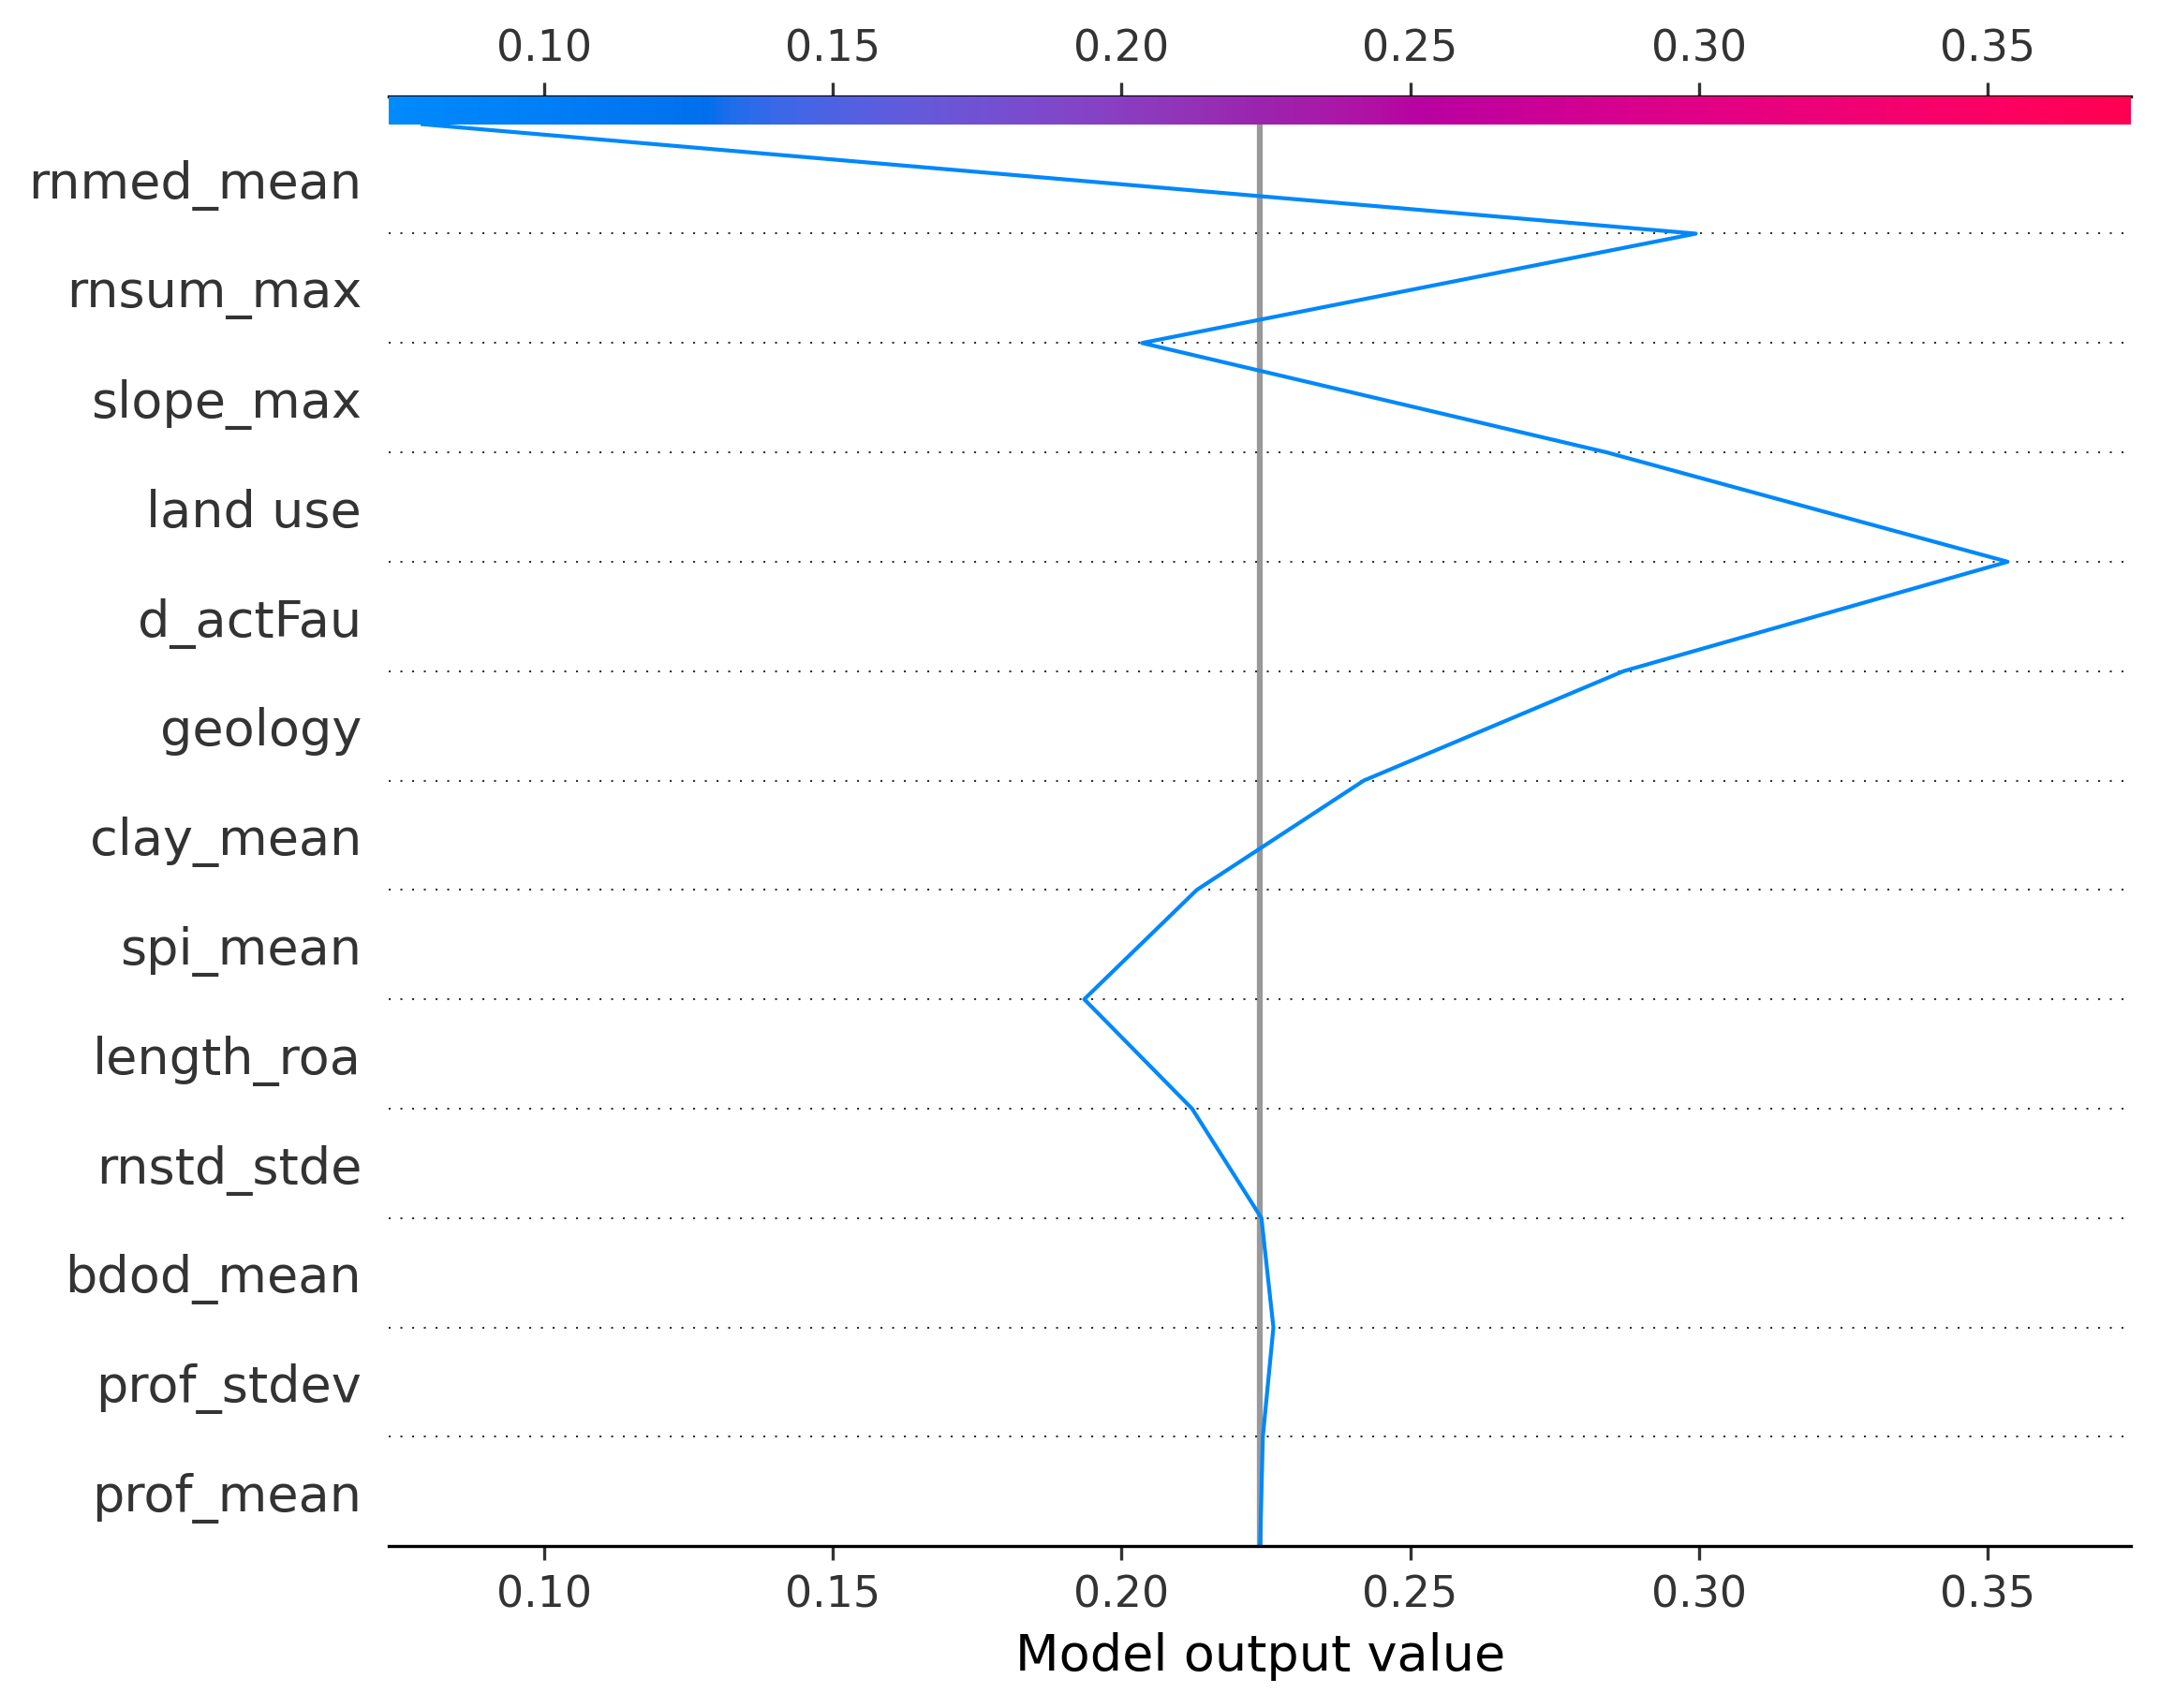 0.10 0.15 0.20 0.25 0.30 0.35
rnmed_mean
rnsum_max
slope_max
land use
d_actFau
geology
clay_mean
spi_mean
length_roa
rnstd_stde
bdod_mean
prof_stdev
prof_mean
0.10 0.15 0.20 0.25 0.30 0.35
Model output value